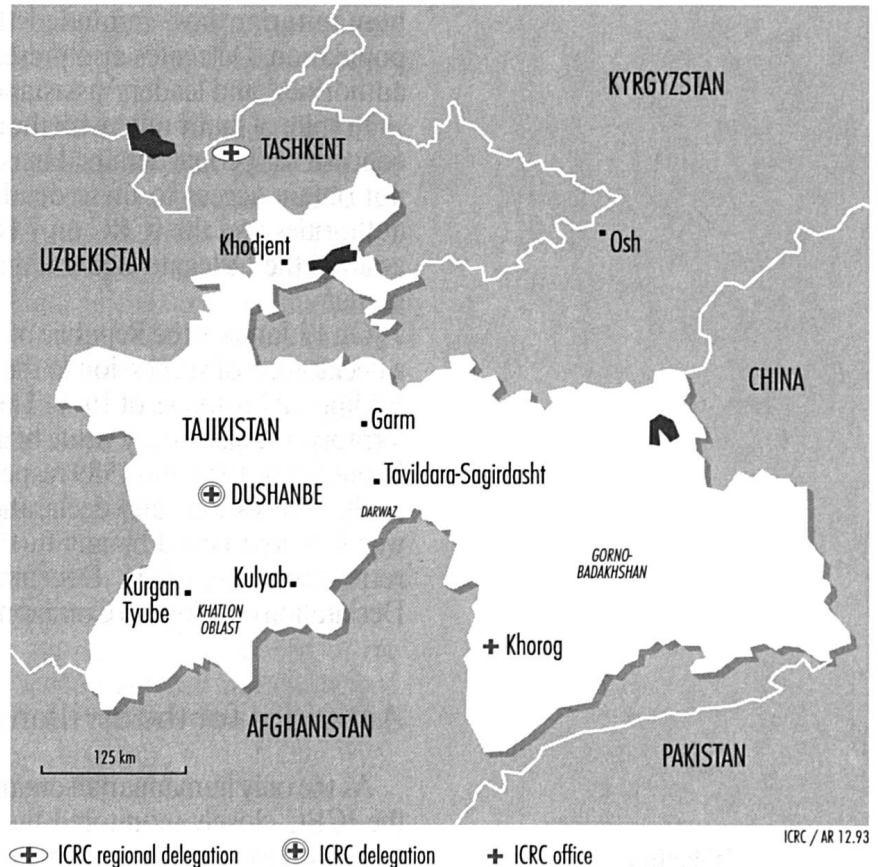 KYRGYZSTAN
TASHKENT
Khodjent
Osh
UZBEKISTAN
CHINA
TAJIKISTAN
Garm
Tavildara-Sagirdasht
DUSHANBE
DARWAZ
GORNO-
BADAKHSHAN
Kurgan
Tyube
Kulyab
KHATLON
OBLAST
Khorog
AFGHANISTAN
PAKISTAN
125 km
ICRC / AR 12.93
ICRC regional delegation
ICRC delegation
ICRC office